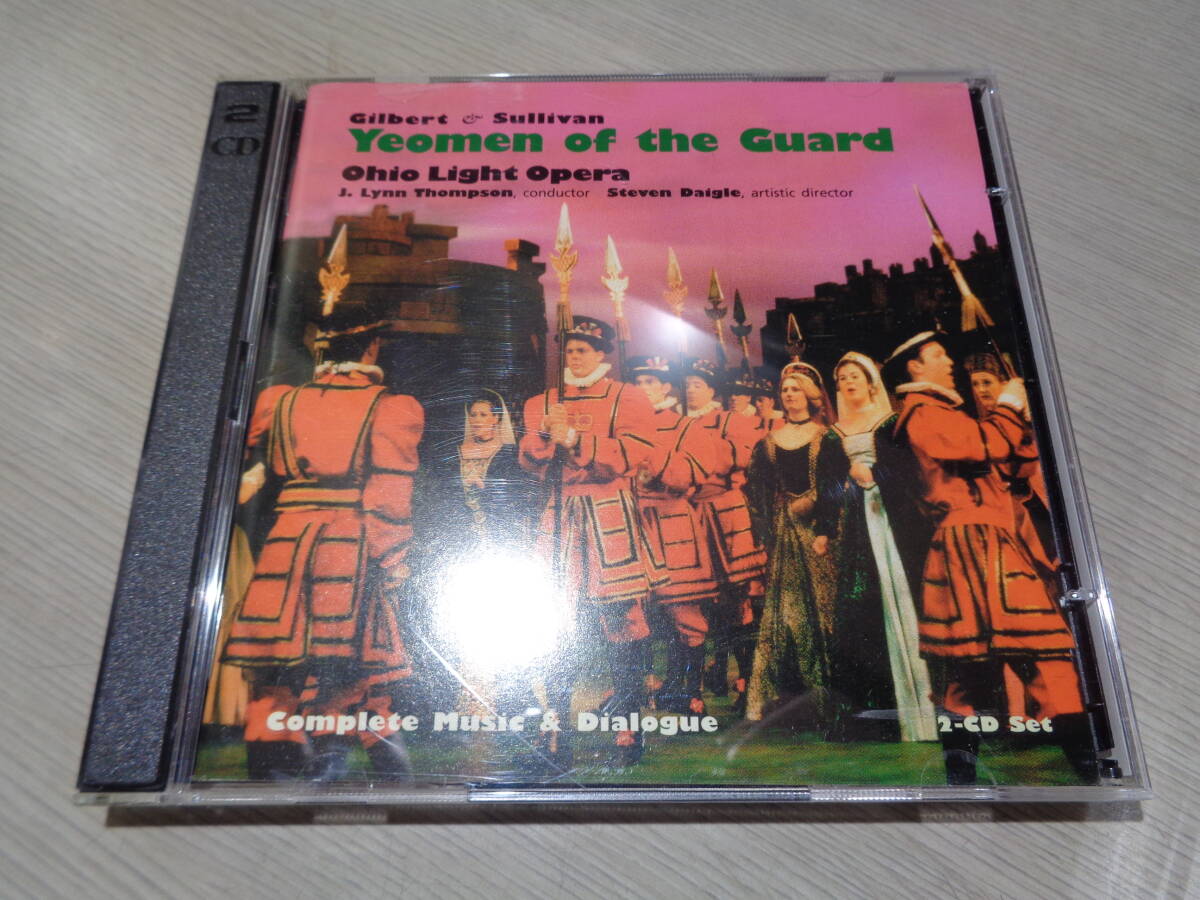 2
CD
Gilbert & Sullivan
Yeomen of the Guard
Ohio Light Opera
J. Lynn Thompson, conductor Steven Daigle, artistic director
Complete Music & Dialogue
2-CD Set